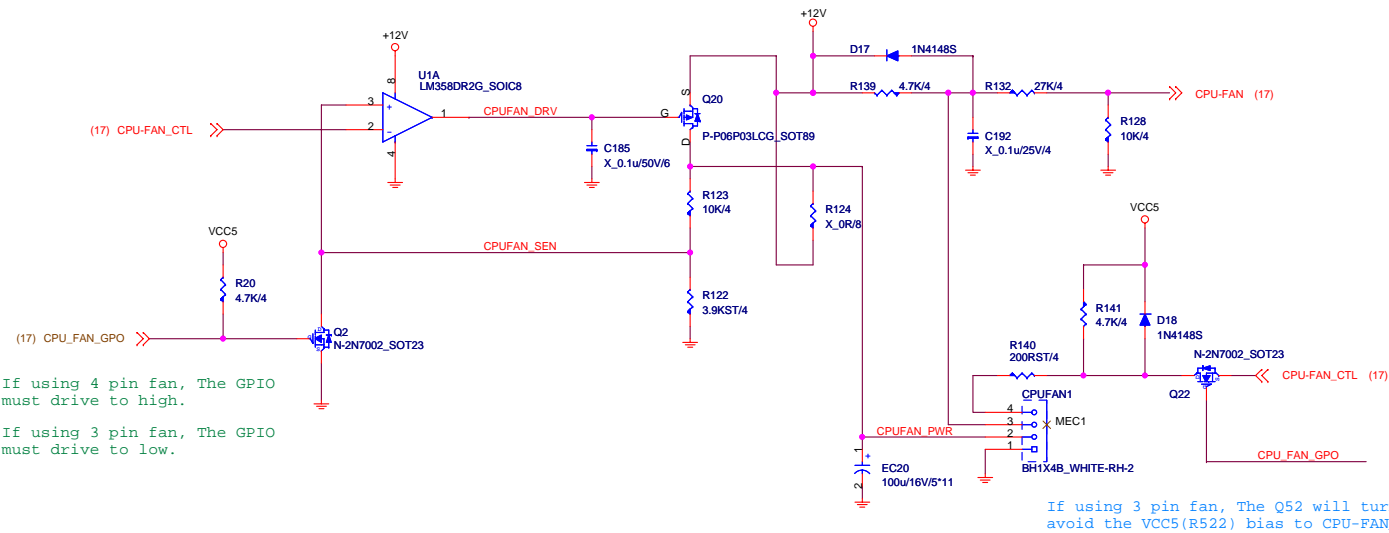 +12V
+12V
D17
1N4148S
U1A
LM358DR2G_SOIC8
8
3
+
2
-
1
4
CPUFAN_DRV
(17) CPU-FAN_CTL
S
Q20
G
D
P-P06P03LCG_SOT89
R139
4.7K/4
R132
27K/4
CPU-FAN (17)
R128
10K/4
C192
X_0.1u/25V/4
C185
X_0.1u/50V/6
R123
10K/4
R124
X_0R/8
CPUFAN_SEN
VCC5
R20
4.7K/4
R122
3.9KST/4
(17) CPU_FAN_GPO
Q2
N-2N7002_SOT23
VCC5
R141
4.7K/4
D18
1N4148S
R140
200RST/4
N-2N7002_SOT23
Q22
CPU-FAN_CTL (17)
If using 4 pin fan, The GPIO
must drive to high.
If using 3 pin fan, The GPIO
must drive to low.
CPUFAN1
4
3
2
1
MEC1
BH1X4B_WHITE-RH-2
CPUFAN_PWR
1
+
2
EC20
100u/16V/5*11
CPU_FAN_GPO
If using 3 pin fan, The Q52 will tur
avoid the VCC5(R522) bias to CPU-FAN